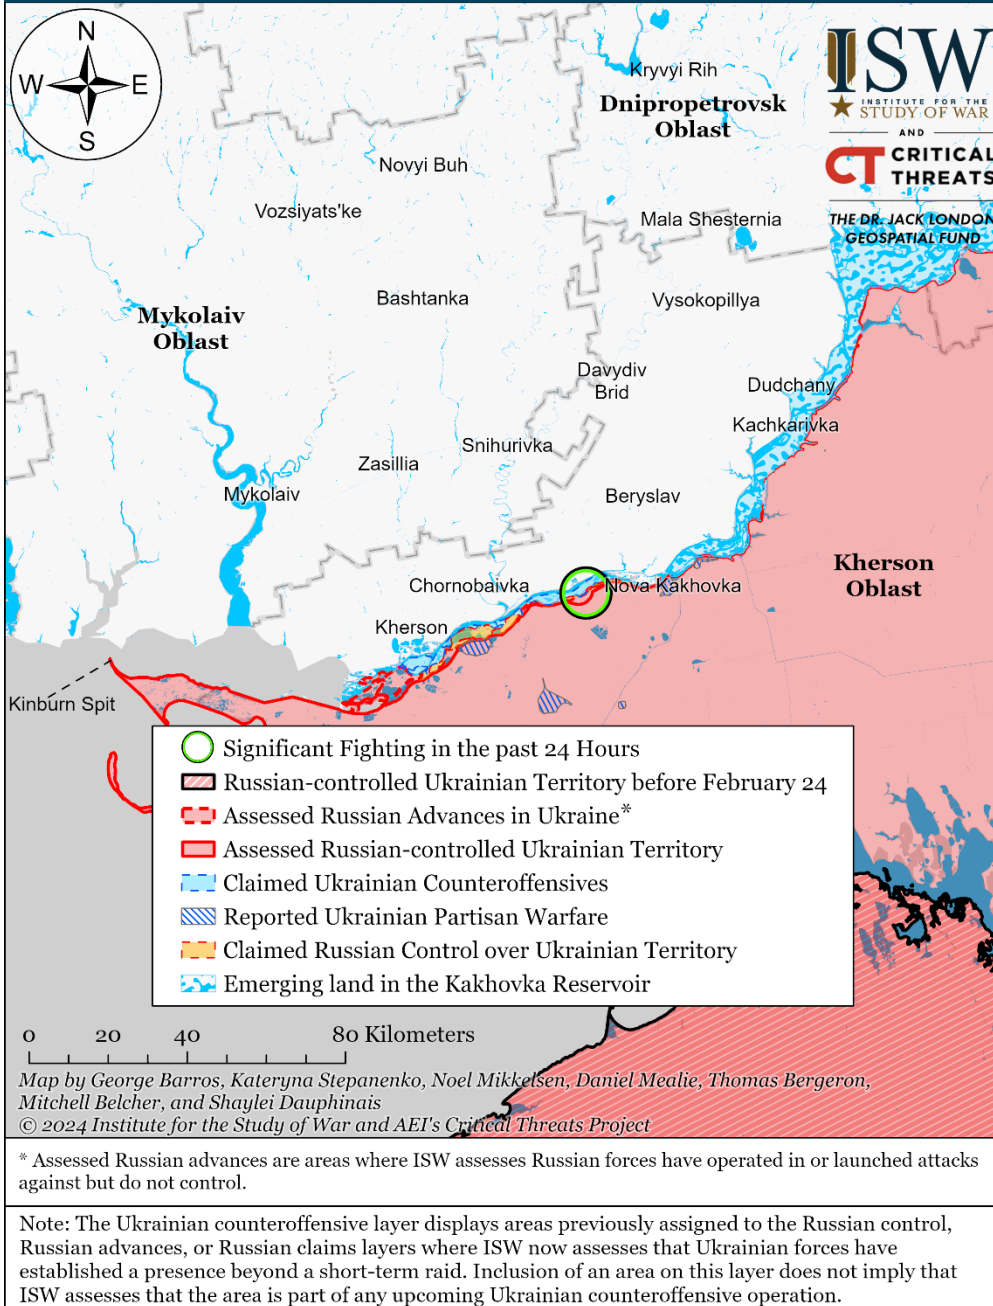 N
W
E
S
ISW
INSTITUTE FOR THE
STUDY OF WAR
AND
CT CRITICAL
THREATS
THE DR. JACK LONDON
GEOSPATIAL FUND
Kryvyi Rih
Dnipropetrovsk
Oblast
Novyi Buh
Vozsiyats'ke
Mala Shesternia
Bashtanka
Vysokopillya
Mykolaiv
Oblast
Davydiv
Brid
Dudchany
Kachkarivka
Snihurivka
Zasillia
Mykolaiv
Beryslav
Kherson
Oblast
Chornobaivka
Nova Kakhovka
Kherson
Kinburn Spit
Significant Fighting in the past 24 Hours
Russian-controlled Ukrainian Territory before February 24
Assessed Russian Advances in Ukraine*
Assessed Russian-controlled Ukrainian Territory
Claimed Ukrainian Counteroffensives
Reported Ukrainian Partisan Warfare
Claimed Russian Control over Ukrainian Territory
Emerging land in the Kakhovka Reservoir
0 20 40 80 Kilometers
Map by George Barros, Kateryna Stepanenko, Noel Mikkelsen, Daniel Mealie, Thomas Bergeron,
Mitchell Belcher, and Shaylei Dauphinais
© 2024 Institute for the Study of War and AEI's Critical Threats Project
* Assessed Russian advances are areas where ISW assesses Russian forces have operated in or launched attacks
against but do not control.
Note: The Ukrainian counteroffensive layer displays areas previously assigned to the Russian control,
Russian advances, or Russian claims layers where ISW now assesses that Ukrainian forces have
established a presence beyond a short-term raid. Inclusion of an area on this layer does not imply that
ISW assesses that the area is part of any upcoming Ukrainian counteroffensive operation.